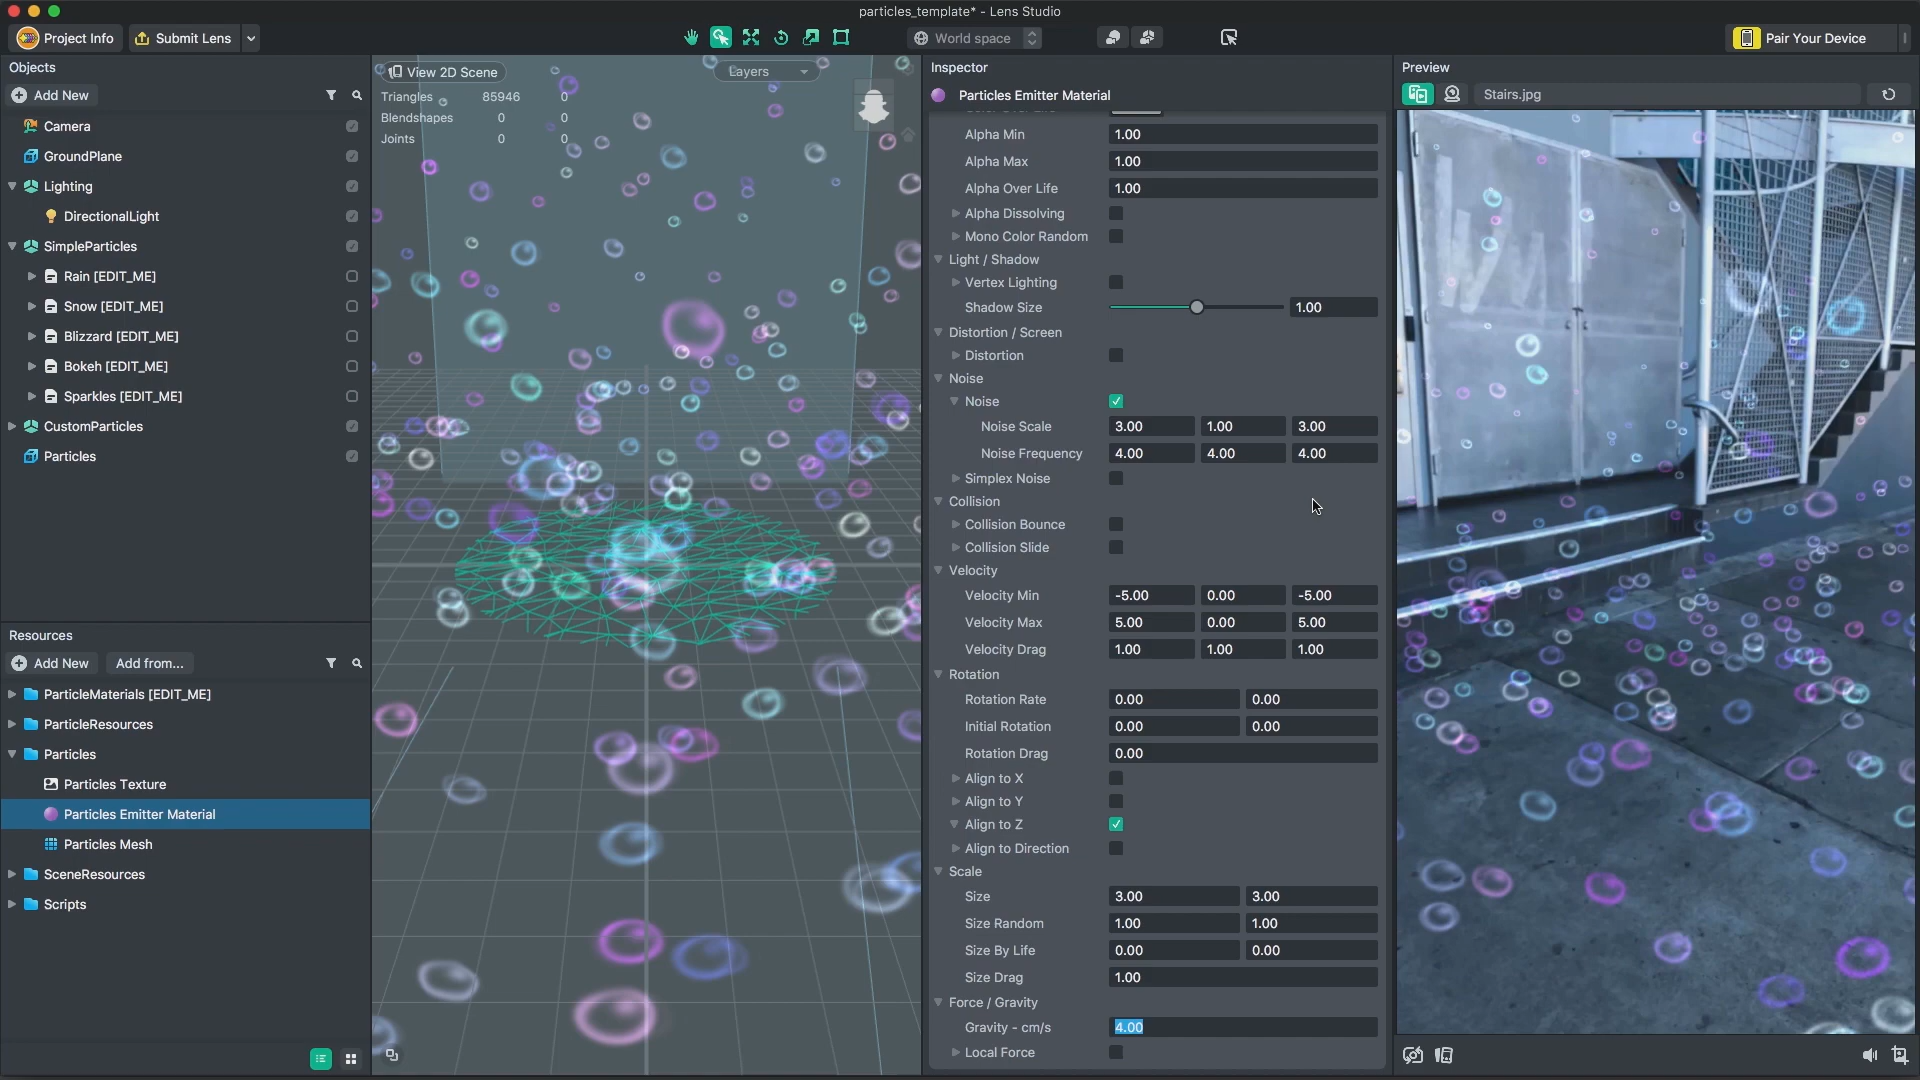 particles_template* - Lens Studio
Project Info
Submit Lens
World space
Pair Your Device
Objects
Add New
Camera
GroundPlane
Lighting
DirectionalLight
SimpleParticles
Rain [EDIT_ME]
Snow [EDIT_ME]
Blizzard [EDIT_ME]
Bokeh [EDIT_ME]
Sparkles [EDIT_ME]
CustomParticles
Particles
Resources
Add New
Add from...
ParticleMaterials [EDIT_ME]
ParticleResources
Particles
Particles Texture
Particles Emitter Material
Particles Mesh
SceneResources
Scripts
View 2D Scene
Layers
Triangles 85946 0
Blendshapes 0 0
Joints 0 0
Inspector
Particles Emitter Material
Alpha Min 1.00
Alpha Max 1.00
Alpha Over Life 1.00
Alpha Dissolving
Mono Color Random
Light / Shadow
Vertex Lighting
Shadow Size 1.00
Distortion / Screen
Distortion
Noise
Noise
Noise Scale 3.00 1.00 3.00
Noise Frequency 4.00 4.00 4.00
Simplex Noise
Collision
Collision Bounce
Collision Slide
Velocity
Velocity Min -5.00 0.00 -5.00
Velocity Max 5.00 0.00 5.00
Velocity Drag 1.00 1.00 1.00
Rotation
Rotation Rate 0.00 0.00
Initial Rotation 0.00 0.00
Rotation Drag 0.00
Align to X
Align to Y
Align to Z
Align to Direction
Scale
Size 3.00 3.00
Size Random 1.00 1.00
Size By Life 0.00 0.00
Size Drag 1.00
Force / Gravity
Gravity - cm/s 4.00
Local Force
Preview
Stairs.jpg